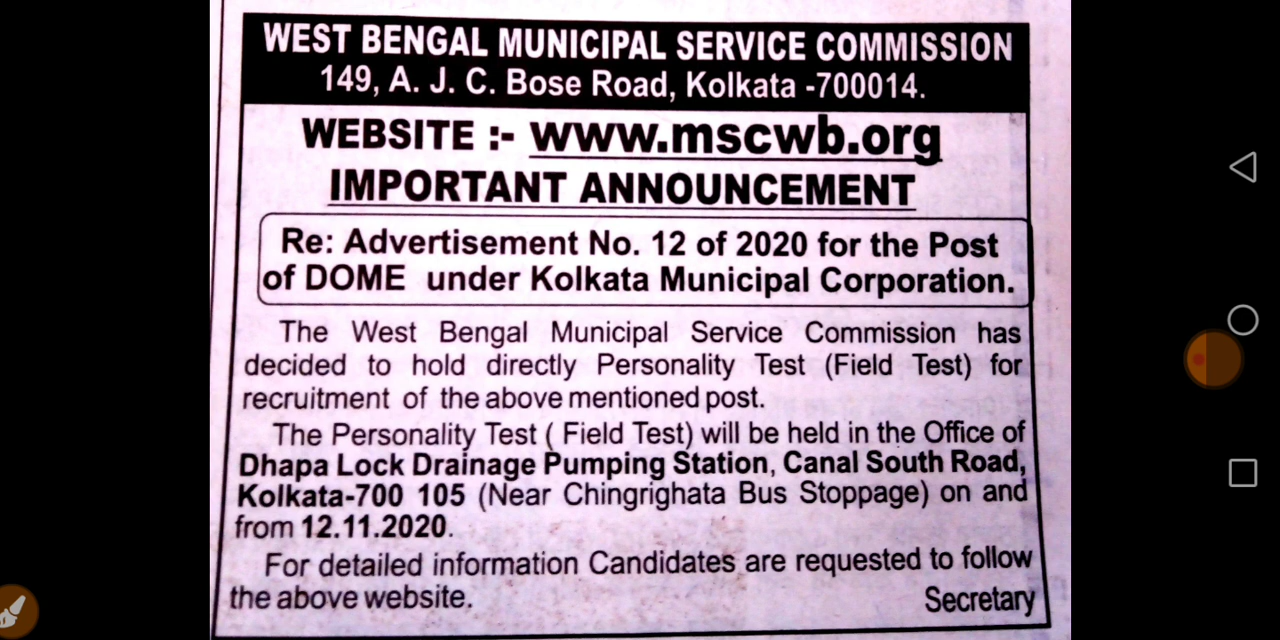 WEST BENGAL MUNICIPAL SERVICE COMMISSION
149, A. J. C. Bose Road, Kolkata -700014.
WEBSITE :- www.mscwb.org
IMPORTANT ANNOUNCEMENT
Re: Advertisement No. 12 of 2020 for the Post
of DOME under Kolkata Municipal Corporation.
The West Bengal Municipal Service Commission has
decided to hold directly Personality Test (Field Test) for
recruitment of the above mentioned post.
The Personality Test ( Field Test) will be held in the Office of
Dhapa Lock Drainage Pumping Station, Canal South Road,
Kolkata-700 105 (Near Chingrighata Bus Stoppage) on and
from 12.11.2020.
For detailed information Candidates are requested to follow
the above website.
Secretary